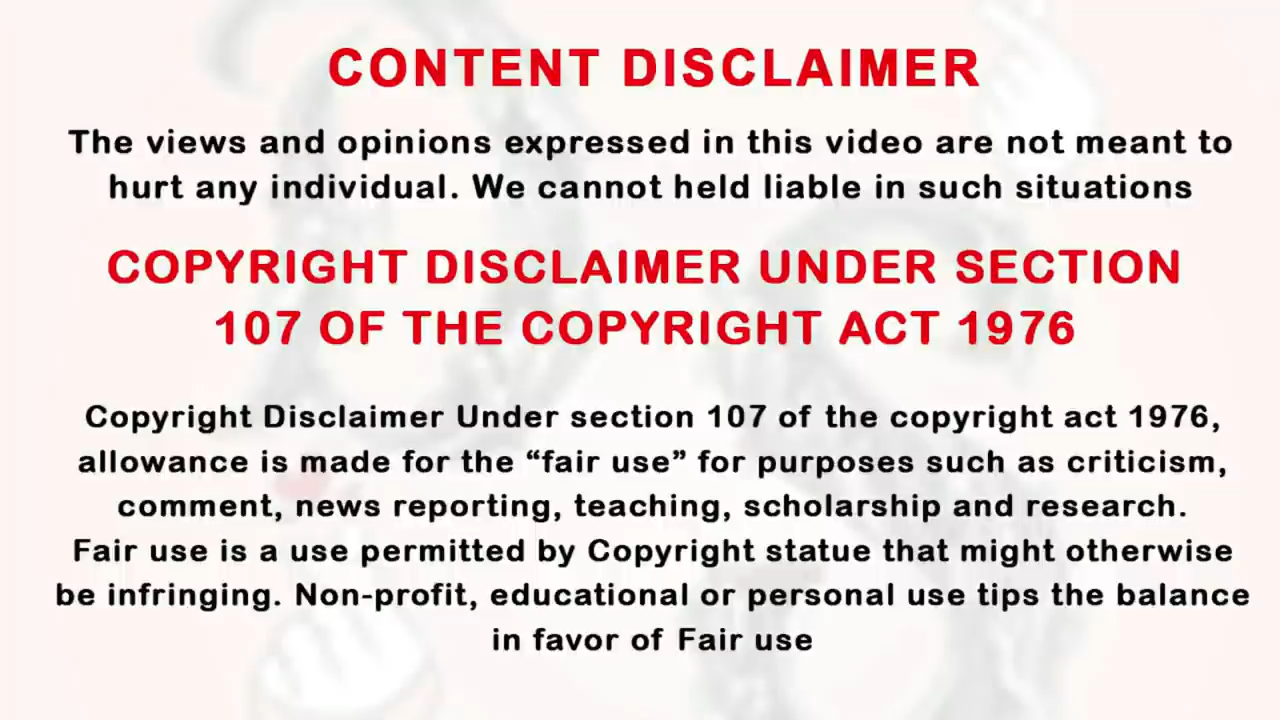 CONTENT DISCLAIMER
The views and opinions expressed in this video are not meant to
hurt any individual. We cannot held liable in such situations
COPYRIGHT DISCLAIMER UNDER SECTION
107 OF THE COPYRIGHT ACT 1976
Copyright Disclaimer Under section 107 of the copyright act 1976,
allowance is made for the “fair use” for purposes such as criticism,
comment, news reporting, teaching, scholarship and research.
Fair use is a use permitted by Copyright statue that might otherwise
be infringing. Non-profit, educational or personal use tips the balance
in favor of Fair use